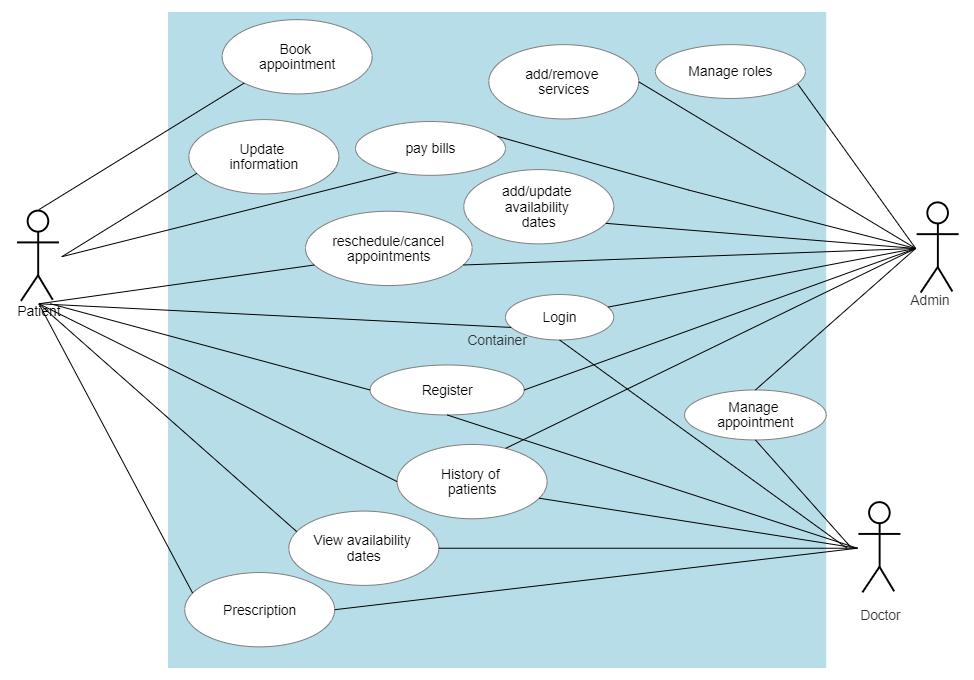 Book
appointment
add/remove
services
Manage roles
Update
information
pay bills
add/update
availability
dates
reschedule/cancel
appointments
Patient
Admin
Login
Container
Register
Manage
appointment
History of
patients
View availability
dates
Prescription
Doctor